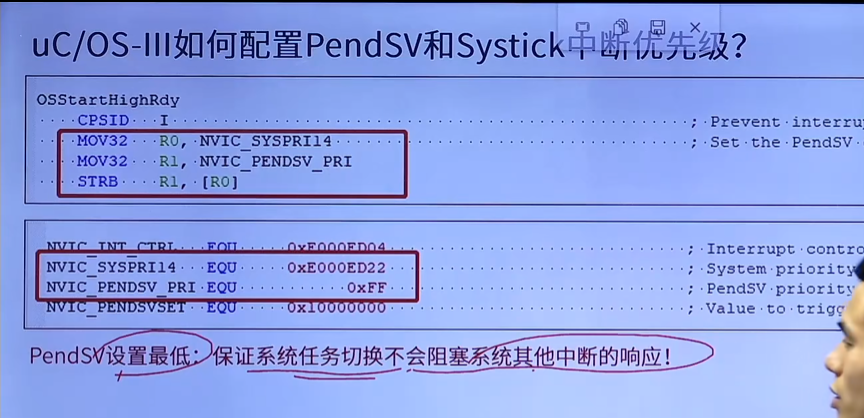 uC/OS-III如何配置PendSV和Systick中断优先级？
OSStartHighRdy
CPSID I ; Prevent interru
MOV32 R0, NVIC_SYSPRI14 ; Set the PendSV
MOV32 R1, NVIC_PENDSV_PRI
STRB R1, [R0]
NVIC_INT_CTRL EQU 0xE000ED04 ; Interrupt contro
NVIC_SYSPRI14 EQU 0xE000ED22 ; System priority
NVIC_PENDSV_PRI EQU 0xFF ; PendSV priority
NVIC_PENDSVSET EQU 0x10000000 ; Value to trigg
PendSV设置最低：保证系统任务切换不会阻塞系统其他中断的响应！